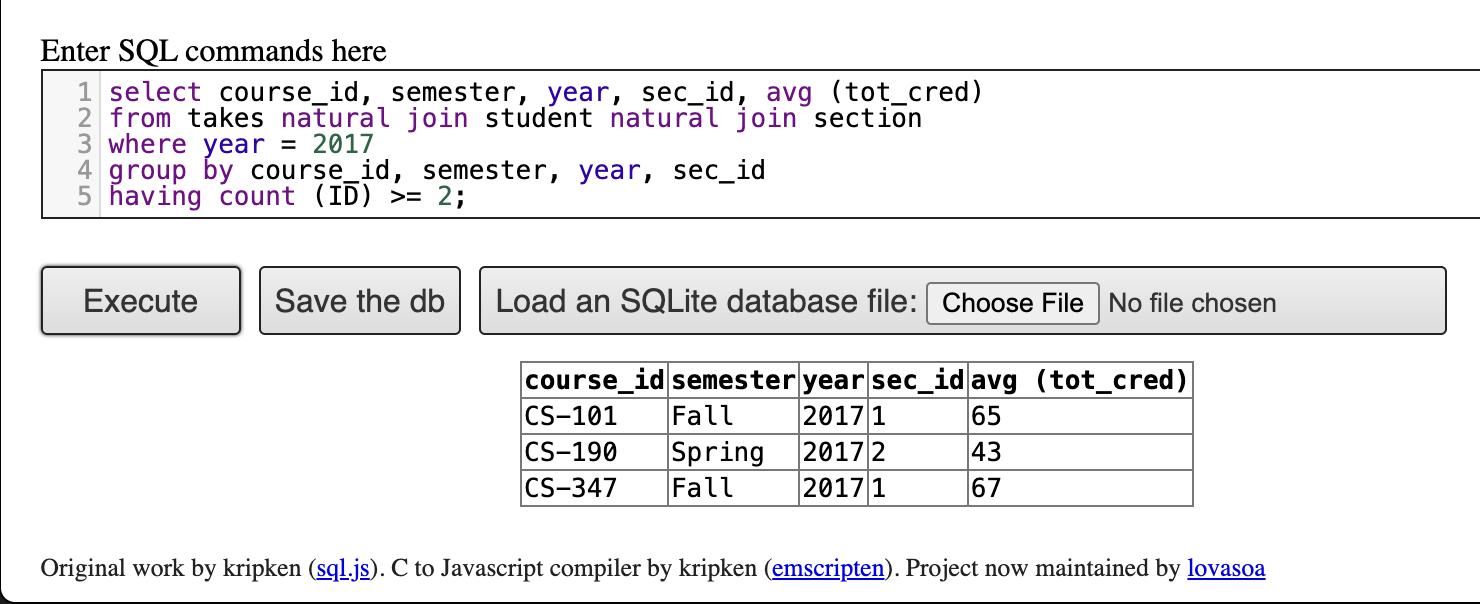 Enter SQL commands here
1 select course_id, semester, year, sec_id, avg (tot_cred)
2 from takes natural join student natural join section
3 where year = 2017
4 group by course_id, semester, year, sec_id
5 having count (ID) >= 2;
Execute Save the db Load an SQLite database file: Choose File No file chosen
course_id semester year sec_id avg (tot_cred)
CS-101 Fall 2017 1 65
CS-190 Spring 2017 2 43
CS-347 Fall 2017 1 67
Original work by kripken (sql.js). C to Javascript compiler by kripken (emscripten). Project now maintained by lovasoa